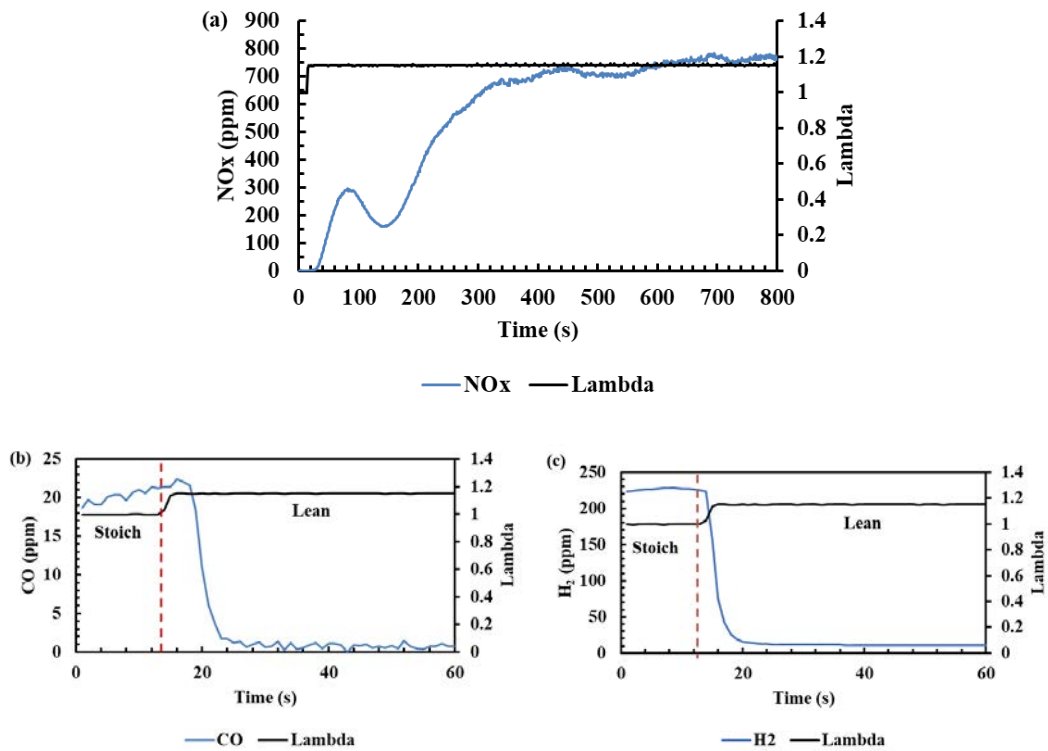 (a)
900
800
700
600
500
400
300
200
100
0
NOx (ppm)
1.4
1.2
1
0.8
0.6
0.4
0.2
0
Lambda
0 100 200 300 400 500 600 700 800
Time (s)
NOx Lambda
(b)
25
20
15
10
5
0
CO (ppm)
Stoich
Lean
1.4
1.2
1
0.8
0.6
0.4
0.2
0
Lambda
0 20 40 60
Time (s)
CO Lambda
(c)
250
200
150
100
50
0
H₂ (ppm)
Stoich
Lean
1.4
1.2
1
0.8
0.6
0.4
0.2
0
Lambda
0 20 40 60
Time (s)
H2 Lambda